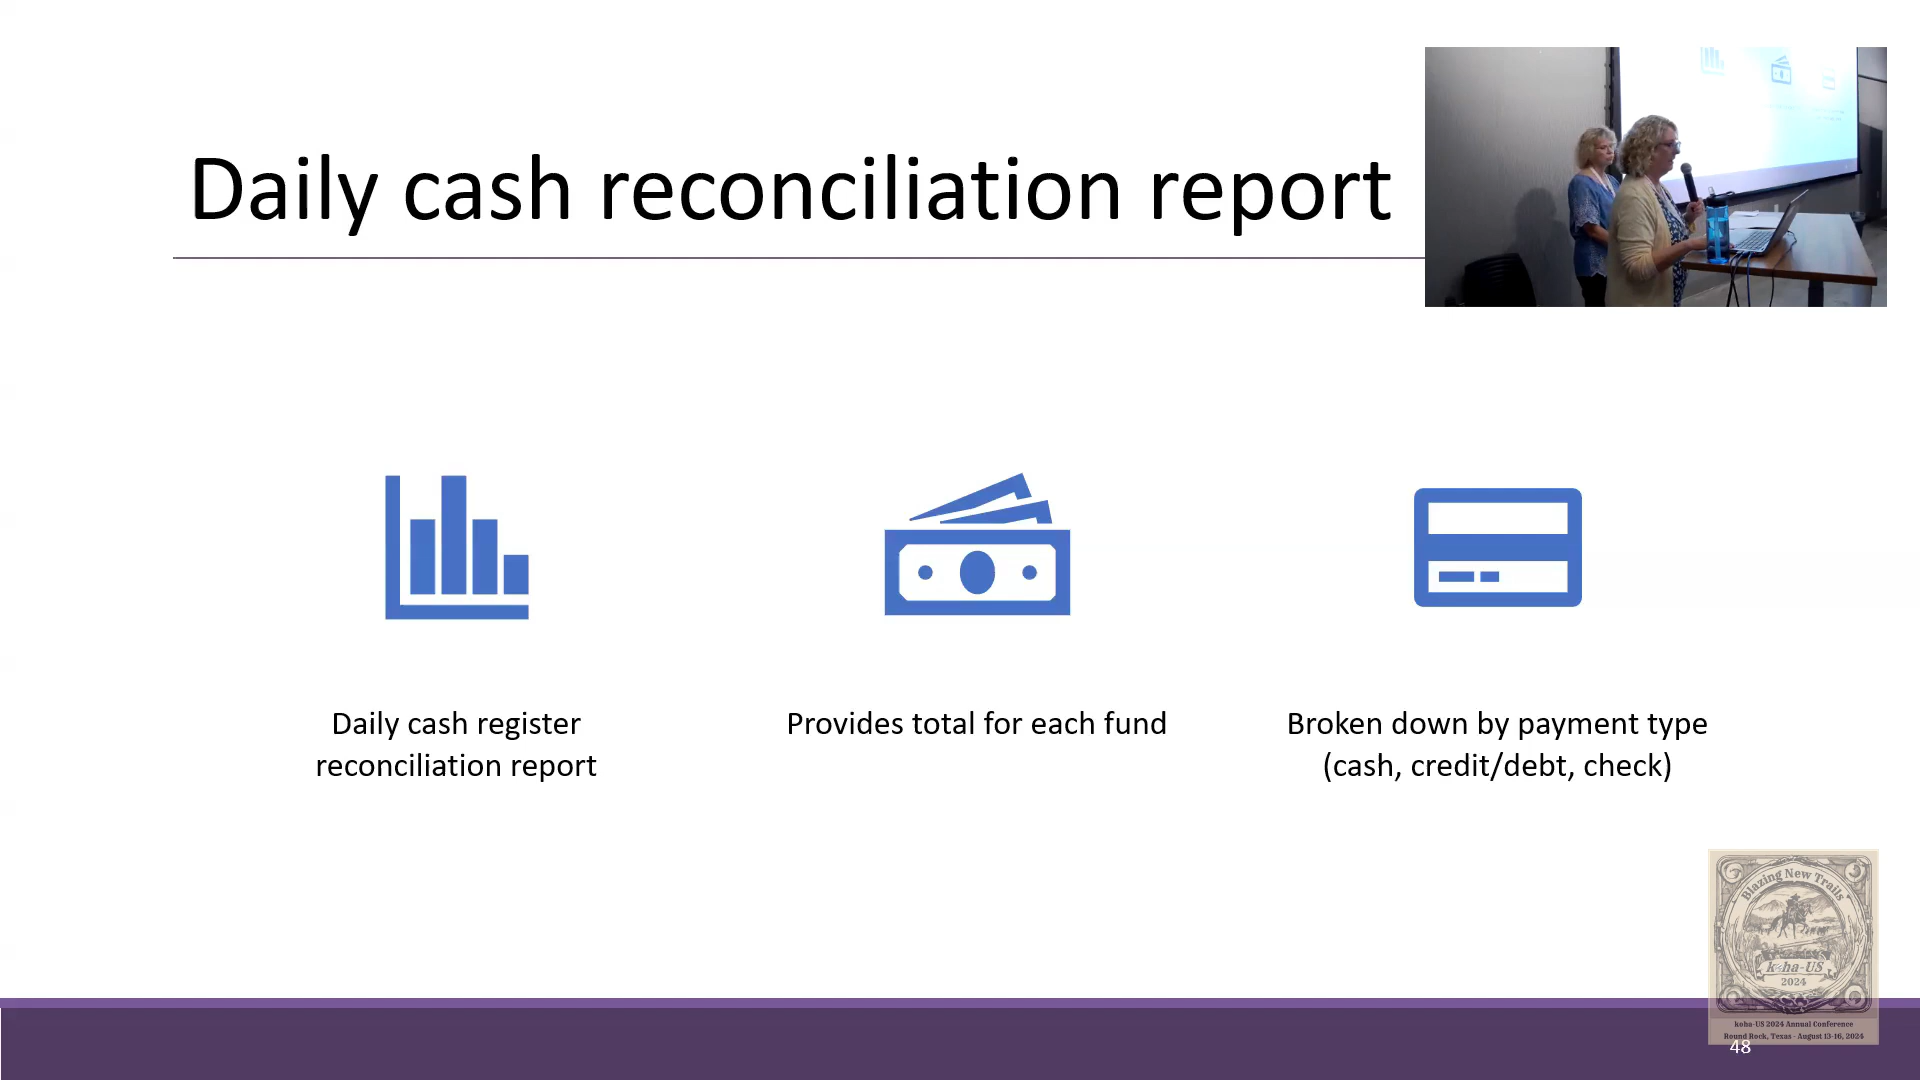 Daily cash reconciliation report
Daily cash register
reconciliation report
Provides total for each fund
Broken down by payment type
(cash, credit/debt, check)
Blazing New Trails
koha-US
2024
koha-US 2024 Annual Conference
Round Rock, Texas - August 13-16, 2024
48